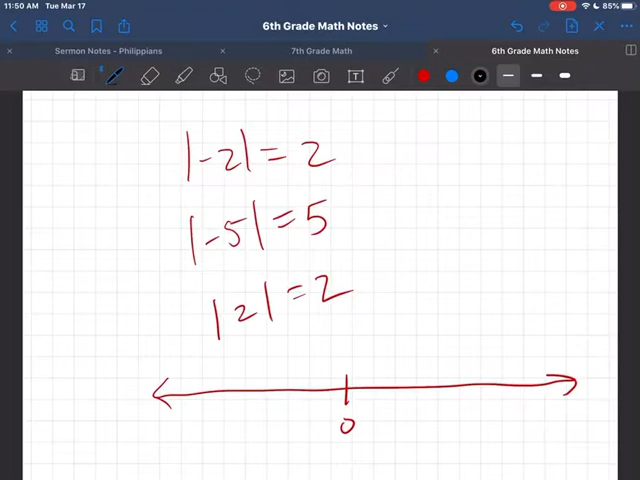 11:50 AM Tue Mar 17
85%
6th Grade Math Notes
Sermon Notes - Philippians
7th Grade Math
6th Grade Math Notes
|-2| = 2
|-5| = 5
|2| = 2
0